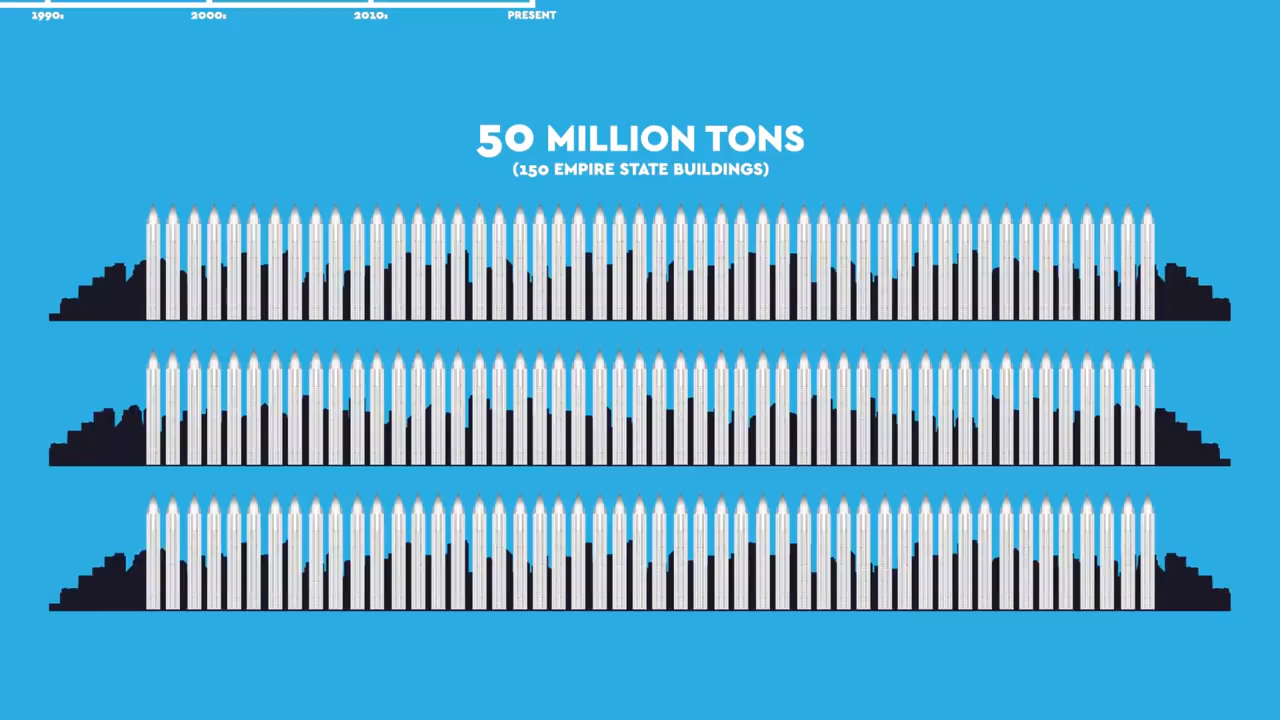 1990s 2000s 2010s PRESENT
50 MILLION TONS
(150 EMPIRE STATE BUILDINGS)